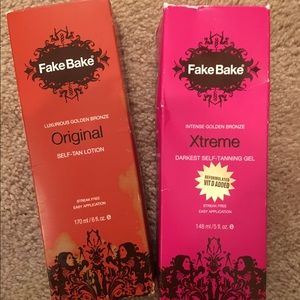 Fake Bake
LUXURIOUS GOLDEN BRONZE
Original
SELF-TAN LOTION
STREAK FREE
EASY APPLICATION
170 ml / 6 fl. oz.
Fake Bake
INTENSE GOLDEN BRONZE
Xtreme
DARKEST SELF-TANNING GEL
REFORMULATED
VIT D ADDED
STREAK FREE
EASY APPLICATION
148 ml / 5 fl. oz.